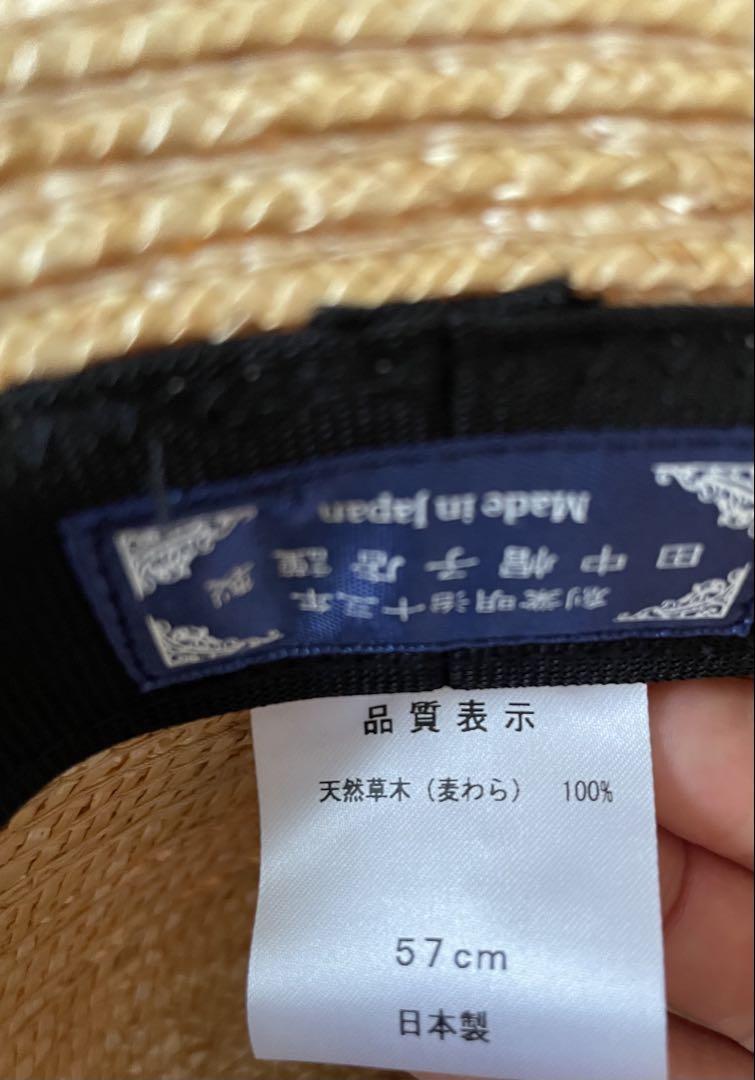 創業明治十三年
田中帽子店謹製
Made in Japan
品質表示
天然草木（麦わら） 100%
57cm
日本製